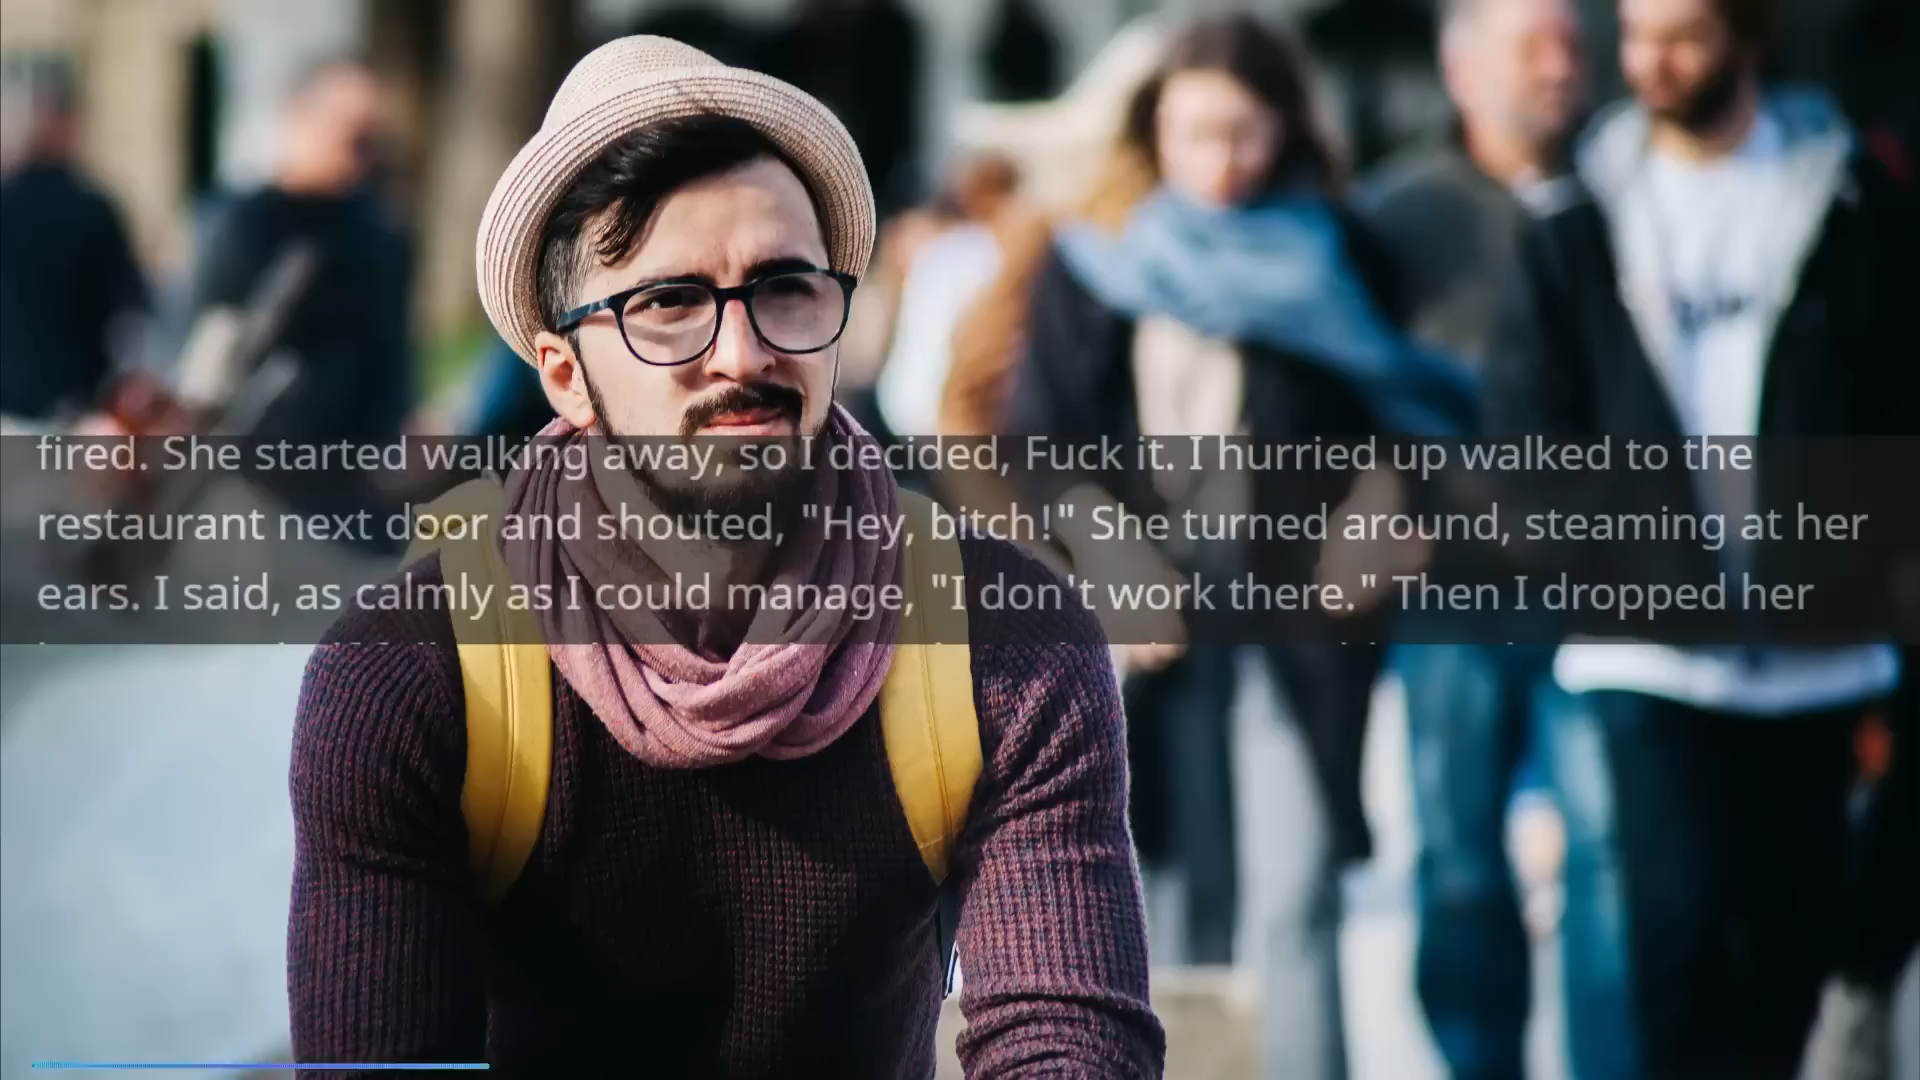 fired. She started walking away, so I decided, Fuck it. I hurried up walked to the
restaurant next door and shouted, "Hey, bitch!" She turned around, steaming at her
ears. I said, as calmly as I could manage, "I don't work there." Then I dropped her